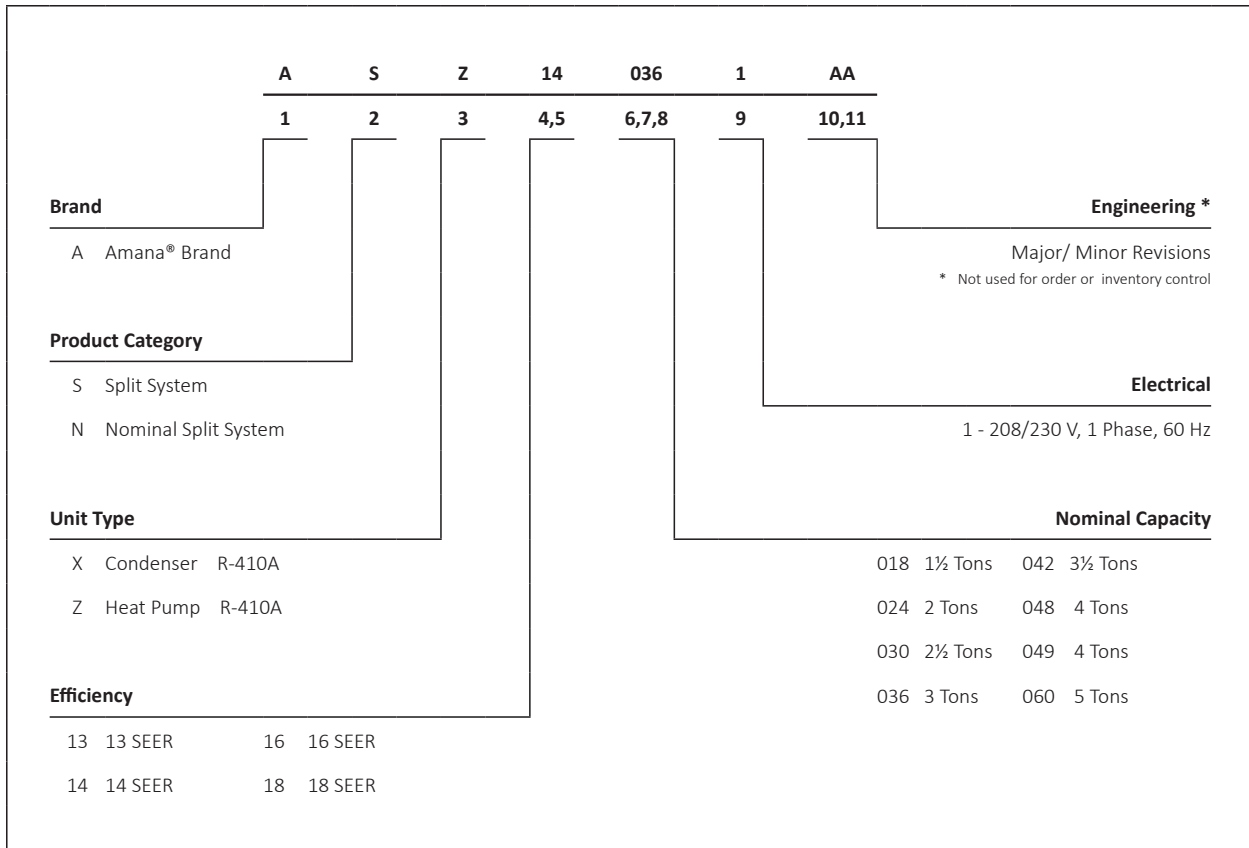 A S Z 14 036 1 AA
1 2 3 4,5 6,7,8 9 10,11
Brand
A Amana® Brand
Product Category
S Split System
N Nominal Split System
Unit Type
X Condenser R-410A
Z Heat Pump R-410A
Efficiency
13 13 SEER 16 16 SEER
14 14 SEER 18 18 SEER
Engineering *
Major/ Minor Revisions
* Not used for order or inventory control
Electrical
1 - 208/230 V, 1 Phase, 60 Hz
Nominal Capacity
018 1½ Tons 042 3½ Tons
024 2 Tons 048 4 Tons
030 2½ Tons 049 4 Tons
036 3 Tons 060 5 Tons